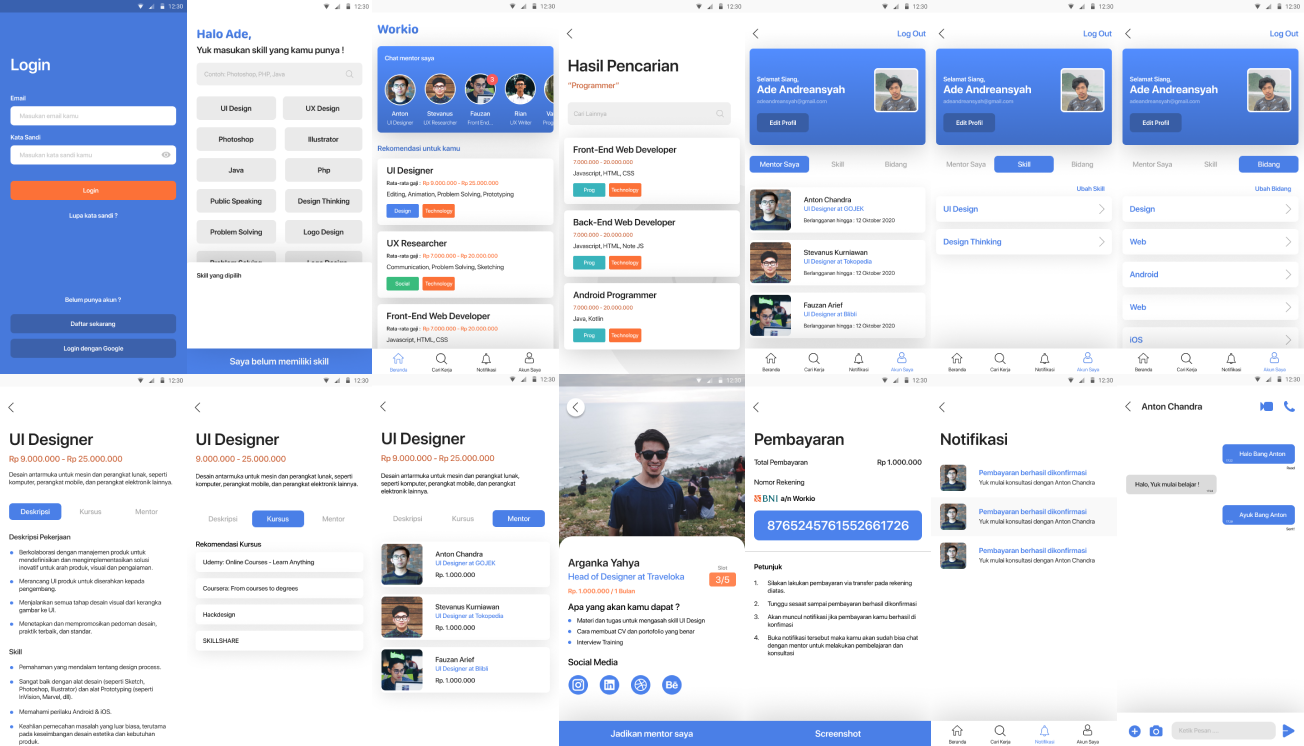 12:30
Login
Email
Masukan email kamu
Kata Sandi
Masukan kata sandi kamu
Login
Lupa kata sandi ?
Belum punya akun ?
Daftar sekarang
Login dengan Google
12:30
Halo Ade,
Yuk masukan skill yang kamu punya !
Contoh: Photoshop, PHP, Java
UI Design
UX Design
Photoshop
Illustrator
Java
Php
Public Speaking
Design Thinking
Problem Solving
Logo Design
Problem Solving
Logo Design
Skill yang dipilih
Saya belum memiliki skill
12:30
Workio
Chat mentor saya
3
Anton
Stevanus
Fauzan
Rian
Va
UI Designer
UX Researcher
Front End...
UX Writer
Prog
Rekomendasi untuk kamu
UI Designer
Rata-rata gaji : Rp 9.000.000 - Rp 25.000.000
Editing, Animation, Problem Solving, Prototyping
Design
Technology
UX Researcher
Rata-rata gaji : Rp 7.000.000 - Rp 20.000.000
Communication, Problem Solving, Sketching
Social
Technology
Front-End Web Developer
Rata-rata gaji : Rp 7.000.000 - Rp 20.000.000
Javascript, HTML, CSS
Beranda
Cari Kerja
Notifikasi
Akun Saya
12:30
Hasil Pencarian
"Programmer"
Cari Lainnya
Front-End Web Developer
7.000.000 - 20.000.000
Javascript, HTML, CSS
Prog
Technology
Back-End Web Developer
7.000.000 - 20.000.000
Javascript, HTML, Note JS
Prog
Technology
Android Programmer
7.000.000 - 20.000.000
Java, Kotlin
Prog
Technology
12:30
Log Out
Selamat Siang,
Ade Andreansyah
adeandreansyah@gmail.com
Edit Profil
Mentor Saya
Skill
Bidang
Anton Chandra
UI Designer at GOJEK
Berlangganan hingga : 12 Oktober 2020
Stevanus Kurniawan
UI Designer at Tokopedia
Berlangganan hingga : 12 Oktober 2020
Fauzan Arief
UI Designer at Blibli
Berlangganan hingga : 12 Oktober 2020
Beranda
Cari Kerja
Notifikasi
Akun Saya
12:30
Log Out
Selamat Siang,
Ade Andreansyah
adeandreansyah@gmail.com
Edit Profil
Mentor Saya
Skill
Bidang
Ubah Skill
UI Design
Design Thinking
Beranda
Cari Kerja
Notifikasi
Akun Saya
12:30
Log Out
Selamat Siang,
Ade Andreansyah
adeandreansyah@gmail.com
Edit Profil
Mentor Saya
Skill
Bidang
Ubah Bidang
Design
Web
Android
Web
iOS
Beranda
Cari Kerja
Notifikasi
Akun Saya
12:30
UI Designer
Rp 9.000.000 - Rp 25.000.000
Desain antarmuka untuk mesin dan perangkat lunak, seperti
komputer, perangkat mobile, dan perangkat elektronik lainnya.
Deskripsi
Kursus
Mentor
Deskripsi Pekerjaan
Berkolaborasi dengan manajemen produk untuk
mendefinisikan dan mengimplementasikan solusi
inovatif untuk arah produk, visual dan pengalaman.
Merancang UI produk untuk diserahkan kepada
pengembang.
Menjalankan semua tahap desain visual dari kerangka
gambar ke UI.
Menetapkan dan mempromosikan pedoman desain,
praktik terbaik, dan standar.
Skill
Pemahaman yang mendalam tentang design process.
Sangat baik dengan alat desain (seperti Sketch,
Photoshop, Illustrator) dan alat Prototyping (seperti
InVision, Marvel, dll).
Memahami perilaku Android & iOS.
Keahlian pemecahan masalah yang luar biasa, terutama
pada keseimbangan desain estetika dan kebutuhan
produk.
12:30
UI Designer
9.000.000 - 25.000.000
Desain antarmuka untuk mesin dan perangkat lunak, seperti
komputer, perangkat mobile, dan perangkat elektronik lainnya.
Deskripsi
Kursus
Mentor
Rekomendasi Kursus
Udemy: Online Courses - Learn Anything
Coursera: From courses to degrees
Hackdesign
SKILLSHARE
12:30
UI Designer
Rp 9.000.000 - Rp 25.000.000
Desain antarmuka untuk mesin dan perangkat lunak,
seperti komputer, perangkat mobile, dan perangkat
elektronik lainnya.
Deskripsi
Kursus
Mentor
Anton Chandra
UI Designer at GOJEK
Rp. 1.000.000
Stevanus Kurniawan
UI Designer at Tokopedia
Rp. 1.000.000
Fauzan Arief
UI Designer at Blibli
Rp. 1.000.000
12:30
Arganka Yahya
Head of Designer at Traveloka
Rp. 1.000.000 / 1 Bulan
Slot
3/5
Apa yang akan kamu dapat ?
Materi dan tugas untuk mengasah skill UI Design
Cara membuat CV dan portofolio yang benar
Interview Training
Social Media
in
Bē
Jadikan mentor saya
12:30
Pembayaran
Total Pembayaran
Rp 1.000.000
Nomor Rekening
BNI a/n Workio
8765245761552661726
Petunjuk
1. Silakan lakukan pembayaran via transfer pada rekening
diatas.
2. Tunggu sesaat sampai pembayaran berhasil dikonfirmasi
3. Akan muncul notifikasi jika pembayaran kamu berhasil di
konfirmasi
4. Buka notifikasi tersebut maka kamu akan sudah bisa chat
dengan mentor untuk melakukan pembelajaran dan
konsultasi
Screenshot
12:30
Notifikasi
Pembayaran berhasil dikonfirmasi
Yuk mulai konsultasi dengan Anton Chandra
Pembayaran berhasil dikonfirmasi
Yuk mulai konsultasi dengan Anton Chandra
Pembayaran berhasil dikonfirmasi
Yuk mulai konsultasi dengan Anton Chandra
Beranda
Cari Kerja
Notifikasi
Akun Saya
12:30
Anton Chandra
Halo Bang Anton
Read
Halo, Yuk mulai belajar !
Ayuk Bang Anton
Sent
Ketik Pesan ....